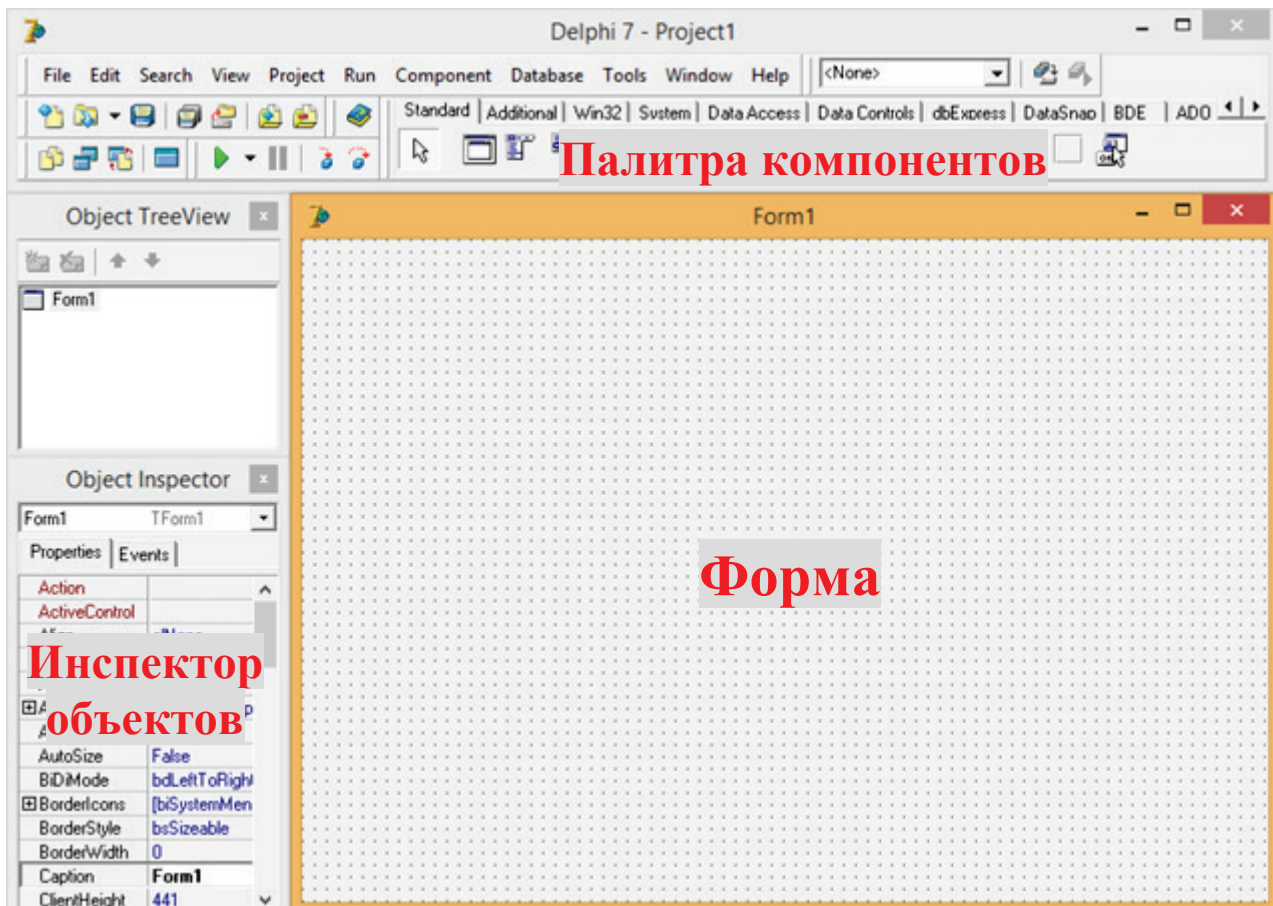 Delphi 7 - Project1
File Edit Search View Project Run Component Database Tools Window Help <None>
Standard Additional Win32 System Data Access Data Controls dbExpress DataSnap BDE ADO
Палитра компонентов
Object TreeView
Form1
Form1
Object Inspector
Form1 TForm1
Properties Events
Action
ActiveControl
Инспектор
объектов
AutoSize False
BiDiMode bdLeftToRight
BorderIcons [biSystemMen
BorderStyle bsSizeable
BorderWidth 0
Caption Form1
ClientHeight 441
Форма